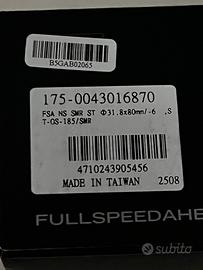 B5GAB02065
175-0043016870
FSA NS SMR ST Φ31.8x80mm/-6 ,S
T-OS-185/SMR
4710243905456
MADE IN TAIWAN 2508
FULLSPEEDAHE
subito